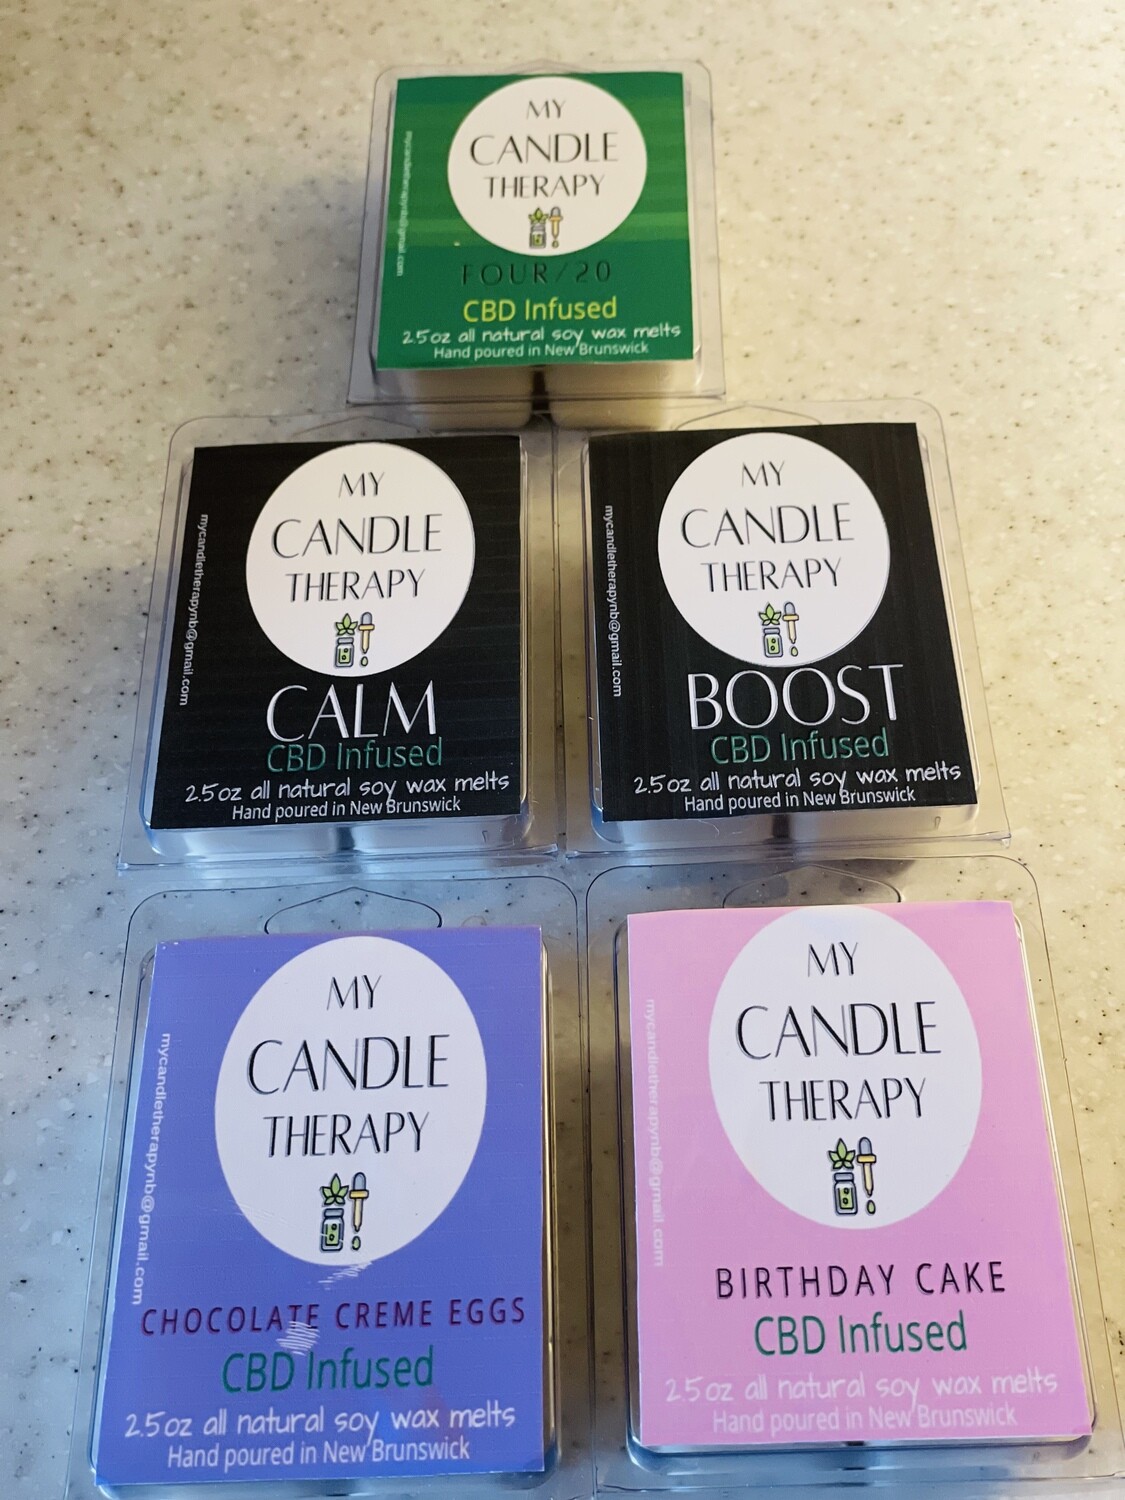 MY
CANDLE
THERAPY
mycandletherapynb@gmail.com
FOUR/20
CBD Infused
2.5oz all natural soy wax melts
Hand poured in New Brunswick
MY
CANDLE
THERAPY
mycandletherapynb@gmail.com
CALM
CBD Infused
2.5oz all natural soy wax melts
Hand poured in New Brunswick
MY
CANDLE
THERAPY
mycandletherapynb@gmail.com
BOOST
CBD Infused
2.5oz all natural soy wax melts
Hand poured in New Brunswick
MY
CANDLE
THERAPY
mycandletherapynb@gmail.com
CHOCOLATE CREME EGGS
CBD Infused
2.5oz all natural soy wax melts
Hand poured in New Brunswick
MY
CANDLE
THERAPY
mycandletherapynb@gmail.com
BIRTHDAY CAKE
CBD Infused
2.5oz all natural soy wax melts
Hand poured in New Brunswick